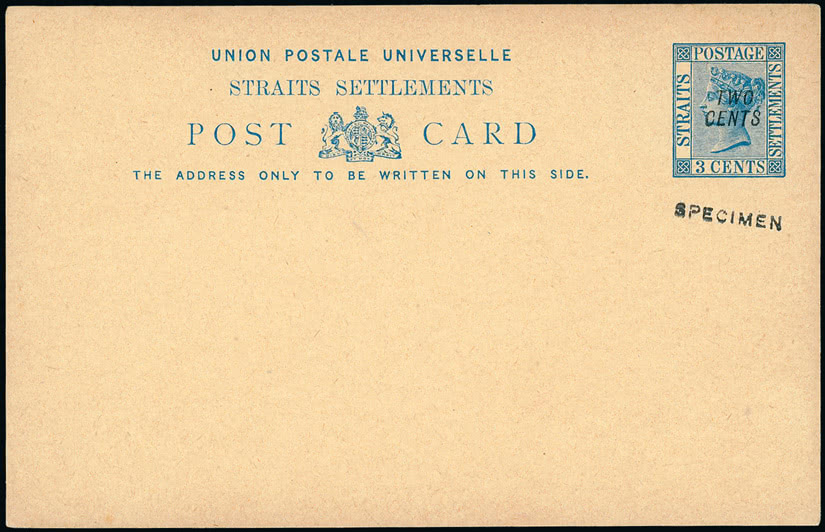 UNION POSTALE UNIVERSELLE
STRAITS SETTLEMENTS
POST CARD
THE ADDRESS ONLY TO BE WRITTEN ON THIS SIDE.
POSTAGE
STRAITS
SETTLEMENTS
TWO
CENTS
3 CENTS
SPECIMEN